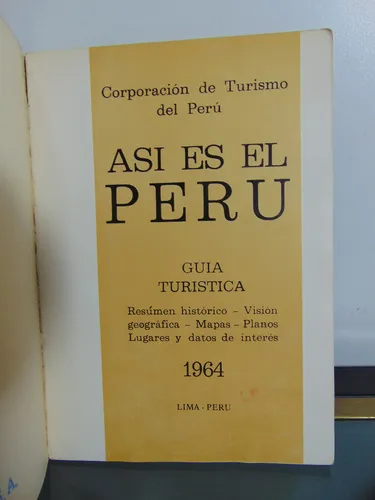 Corporación de Turismo
del Perú
ASI ES EL
PERU
GUIA
TURISTICA
Resúmen histórico - Visión
geográfica - Mapas - Planos
Lugares y datos de interés
1964
LIMA - PERU
A.